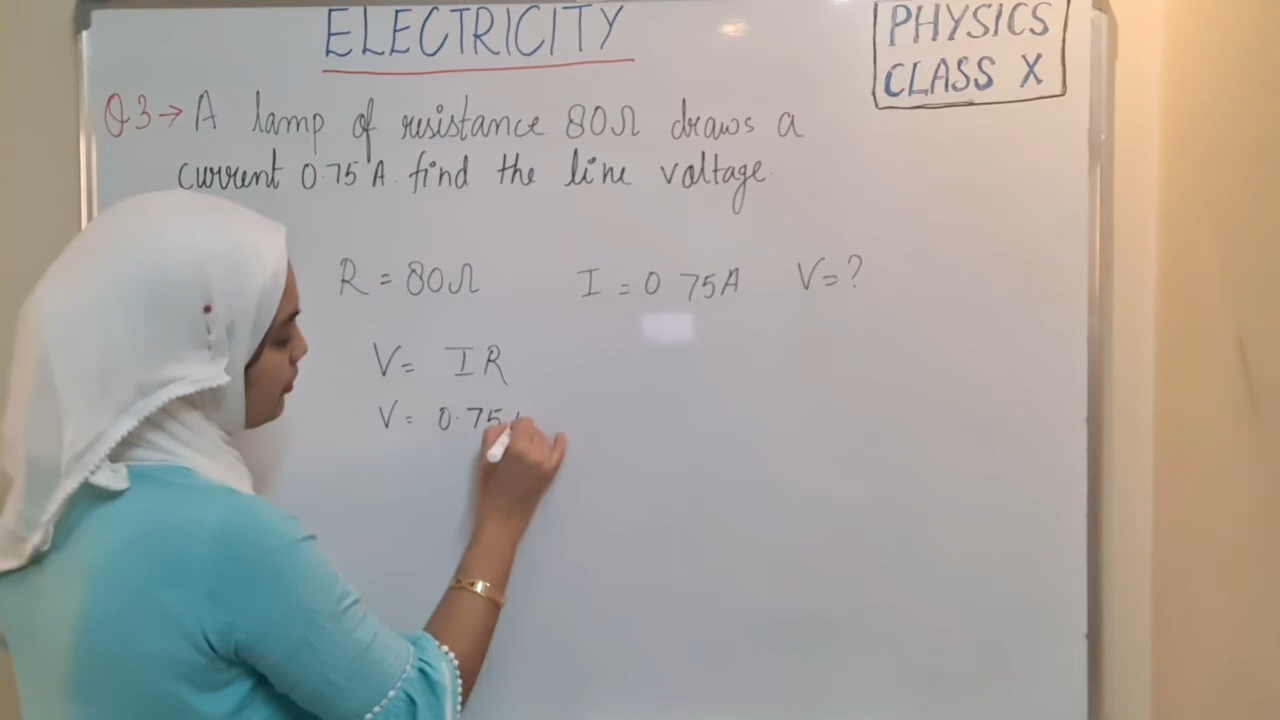 ELECTRICITY
PHYSICS
CLASS X
Q3→ A lamp of resistance 80Ω draws a
current 0.75 A. find the line voltage.
R = 80Ω I = 0.75A V=?
V= IR
V= 0.75